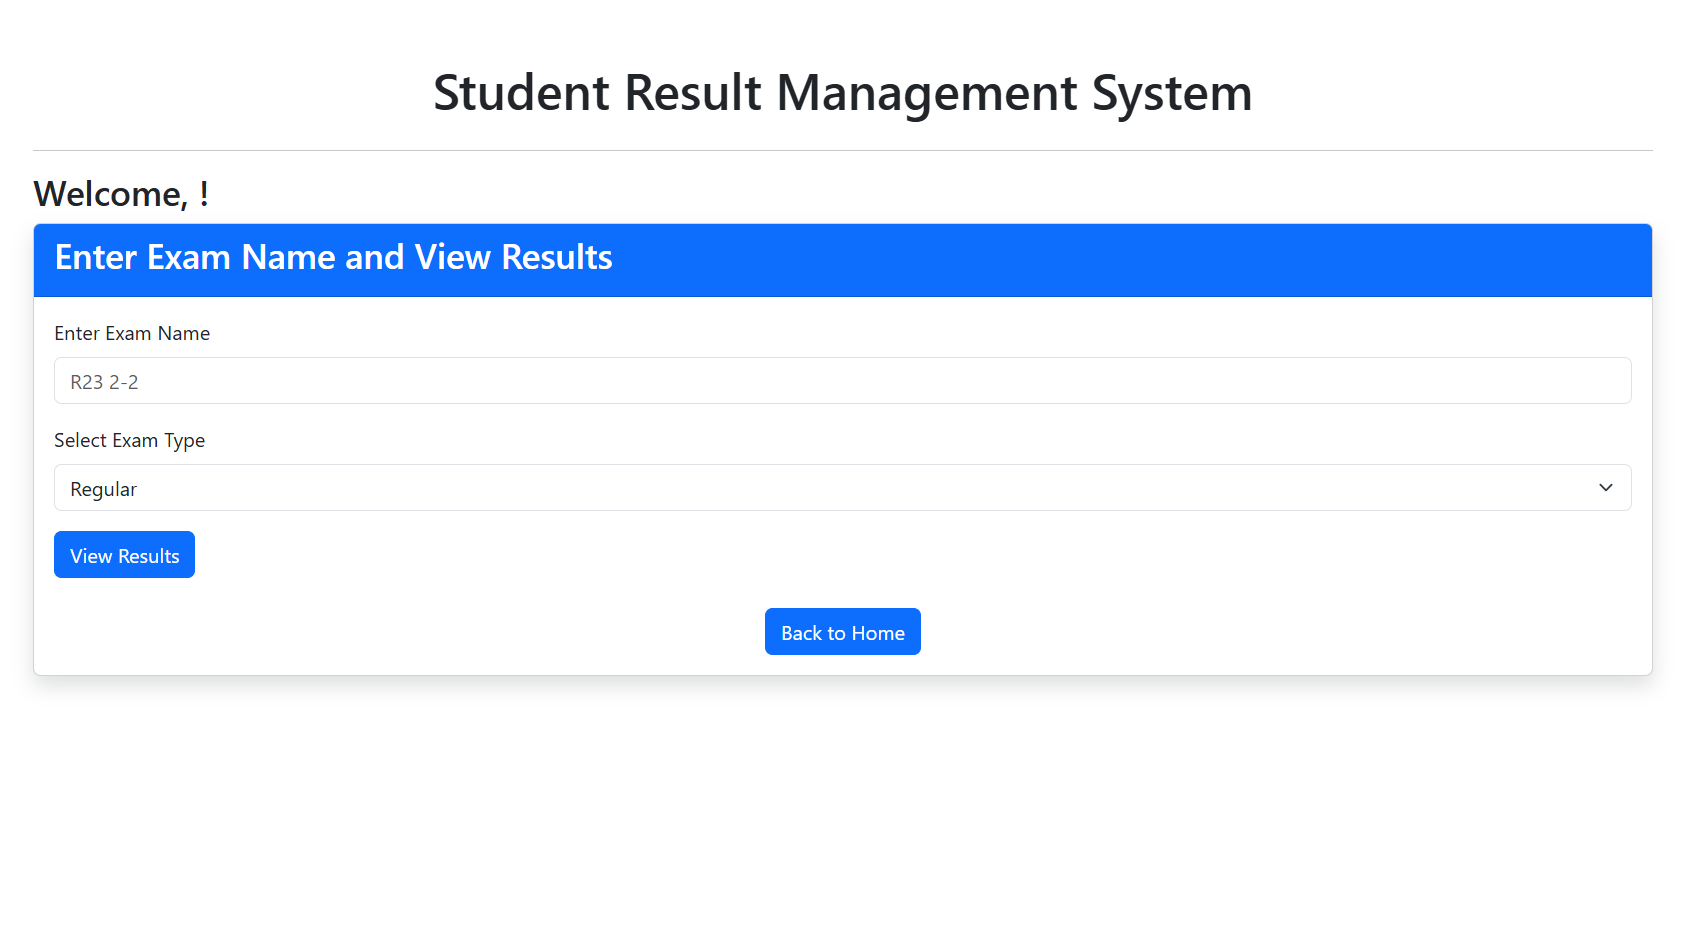 Student Result Management System
Welcome, !
Enter Exam Name and View Results
Enter Exam Name
R23 2-2
Select Exam Type
Regular
View Results
Back to Home